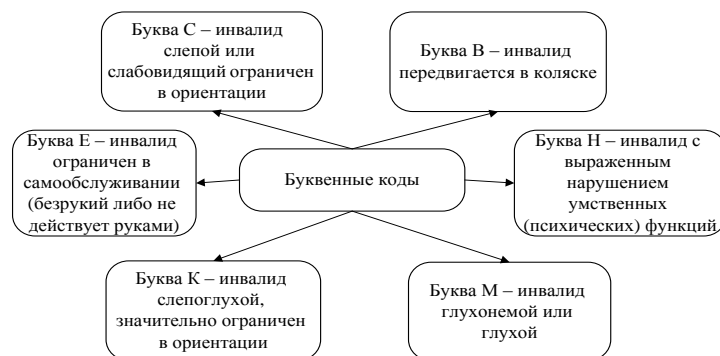 Буква С – инвалид
слепой или
слабовидящий ограничен
в ориентации
Буква В – инвалид
передвигается в коляске
Буква Е – инвалид
ограничен в
самообслуживании
(безрукий либо не
действует руками)
Буквенные коды
Буква Н – инвалид с
выраженным
нарушением
умственных
(психических) функций
Буква К – инвалид
слепоглухой,
значительно ограничен
в ориентации
Буква М – инвалид
глухонемой или
глухой